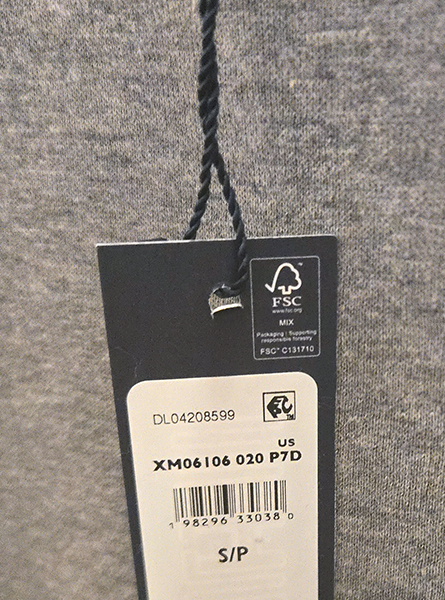 FSC
www.fsc.org
MIX
Packaging | Supporting
responsible forestry
FSC® C131710
DL04208599
US
XM06106 020 P7D
1 98296 33038 0
S/P